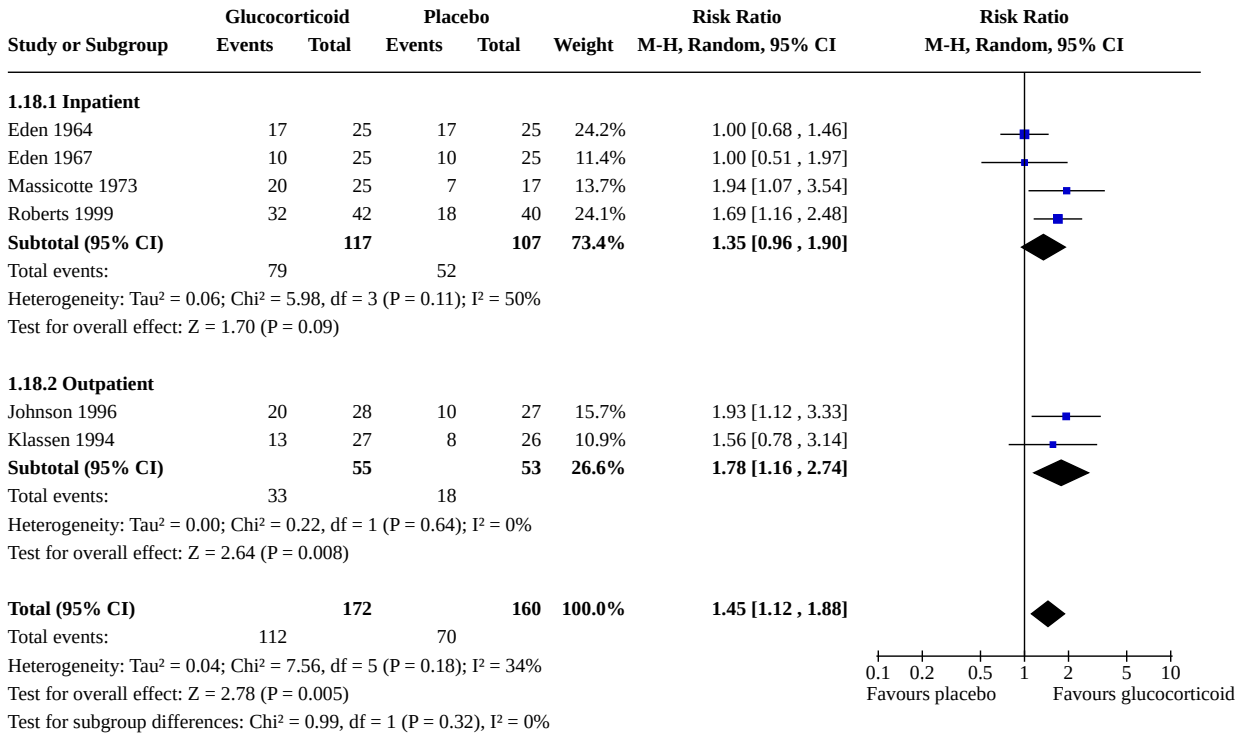 Glucocorticoid Placebo Risk Ratio Risk Ratio
Study or Subgroup Events Total Events Total Weight M-H, Random, 95% CI M-H, Random, 95% CI
1.18.1 Inpatient
Eden 1964 17 25 17 25 24.2% 1.00 [0.68 , 1.46]
Eden 1967 10 25 10 25 11.4% 1.00 [0.51 , 1.97]
Massicotte 1973 20 25 7 17 13.7% 1.94 [1.07 , 3.54]
Roberts 1999 32 42 18 40 24.1% 1.69 [1.16 , 2.48]
Subtotal (95% CI) 117 107 73.4% 1.35 [0.96 , 1.90]
Total events: 79 52
Heterogeneity: Tau² = 0.06; Chi² = 5.98, df = 3 (P = 0.11); I² = 50%
Test for overall effect: Z = 1.70 (P = 0.09)
1.18.2 Outpatient
Johnson 1996 20 28 10 27 15.7% 1.93 [1.12 , 3.33]
Klassen 1994 13 27 8 26 10.9% 1.56 [0.78 , 3.14]
Subtotal (95% CI) 55 53 26.6% 1.78 [1.16 , 2.74]
Total events: 33 18
Heterogeneity: Tau² = 0.00; Chi² = 0.22, df = 1 (P = 0.64); I² = 0%
Test for overall effect: Z = 2.64 (P = 0.008)
Total (95% CI) 172 160 100.0% 1.45 [1.12 , 1.88]
Total events: 112 70
Heterogeneity: Tau² = 0.04; Chi² = 7.56, df = 5 (P = 0.18); I² = 34%
0.1 0.2 0.5 1 2 5 10
Test for overall effect: Z = 2.78 (P = 0.005)
Favours placebo Favours glucocorticoid
Test for subgroup differences: Chi² = 0.99, df = 1 (P = 0.32), I² = 0%